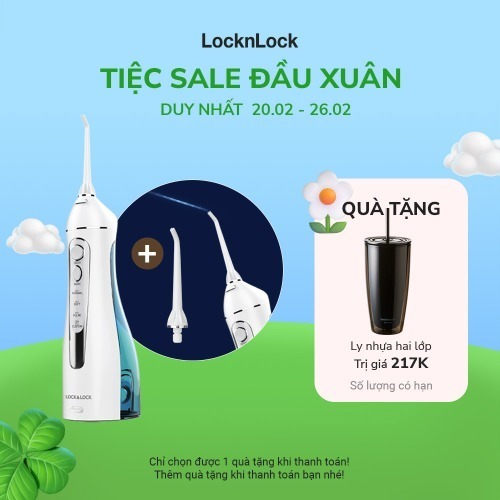 LocknLock
TIỆC SALE ĐẦU XUÂN
DUY NHẤT 20.02 - 26.02
QUÀ TẶNG
LOCK&LOCK
Ly nhựa hai lớp
Trị giá 217K
Số lượng có hạn
Chỉ chọn được 1 quà tặng khi thanh toán!
Thêm quà tặng khi thanh toán bạn nhé!